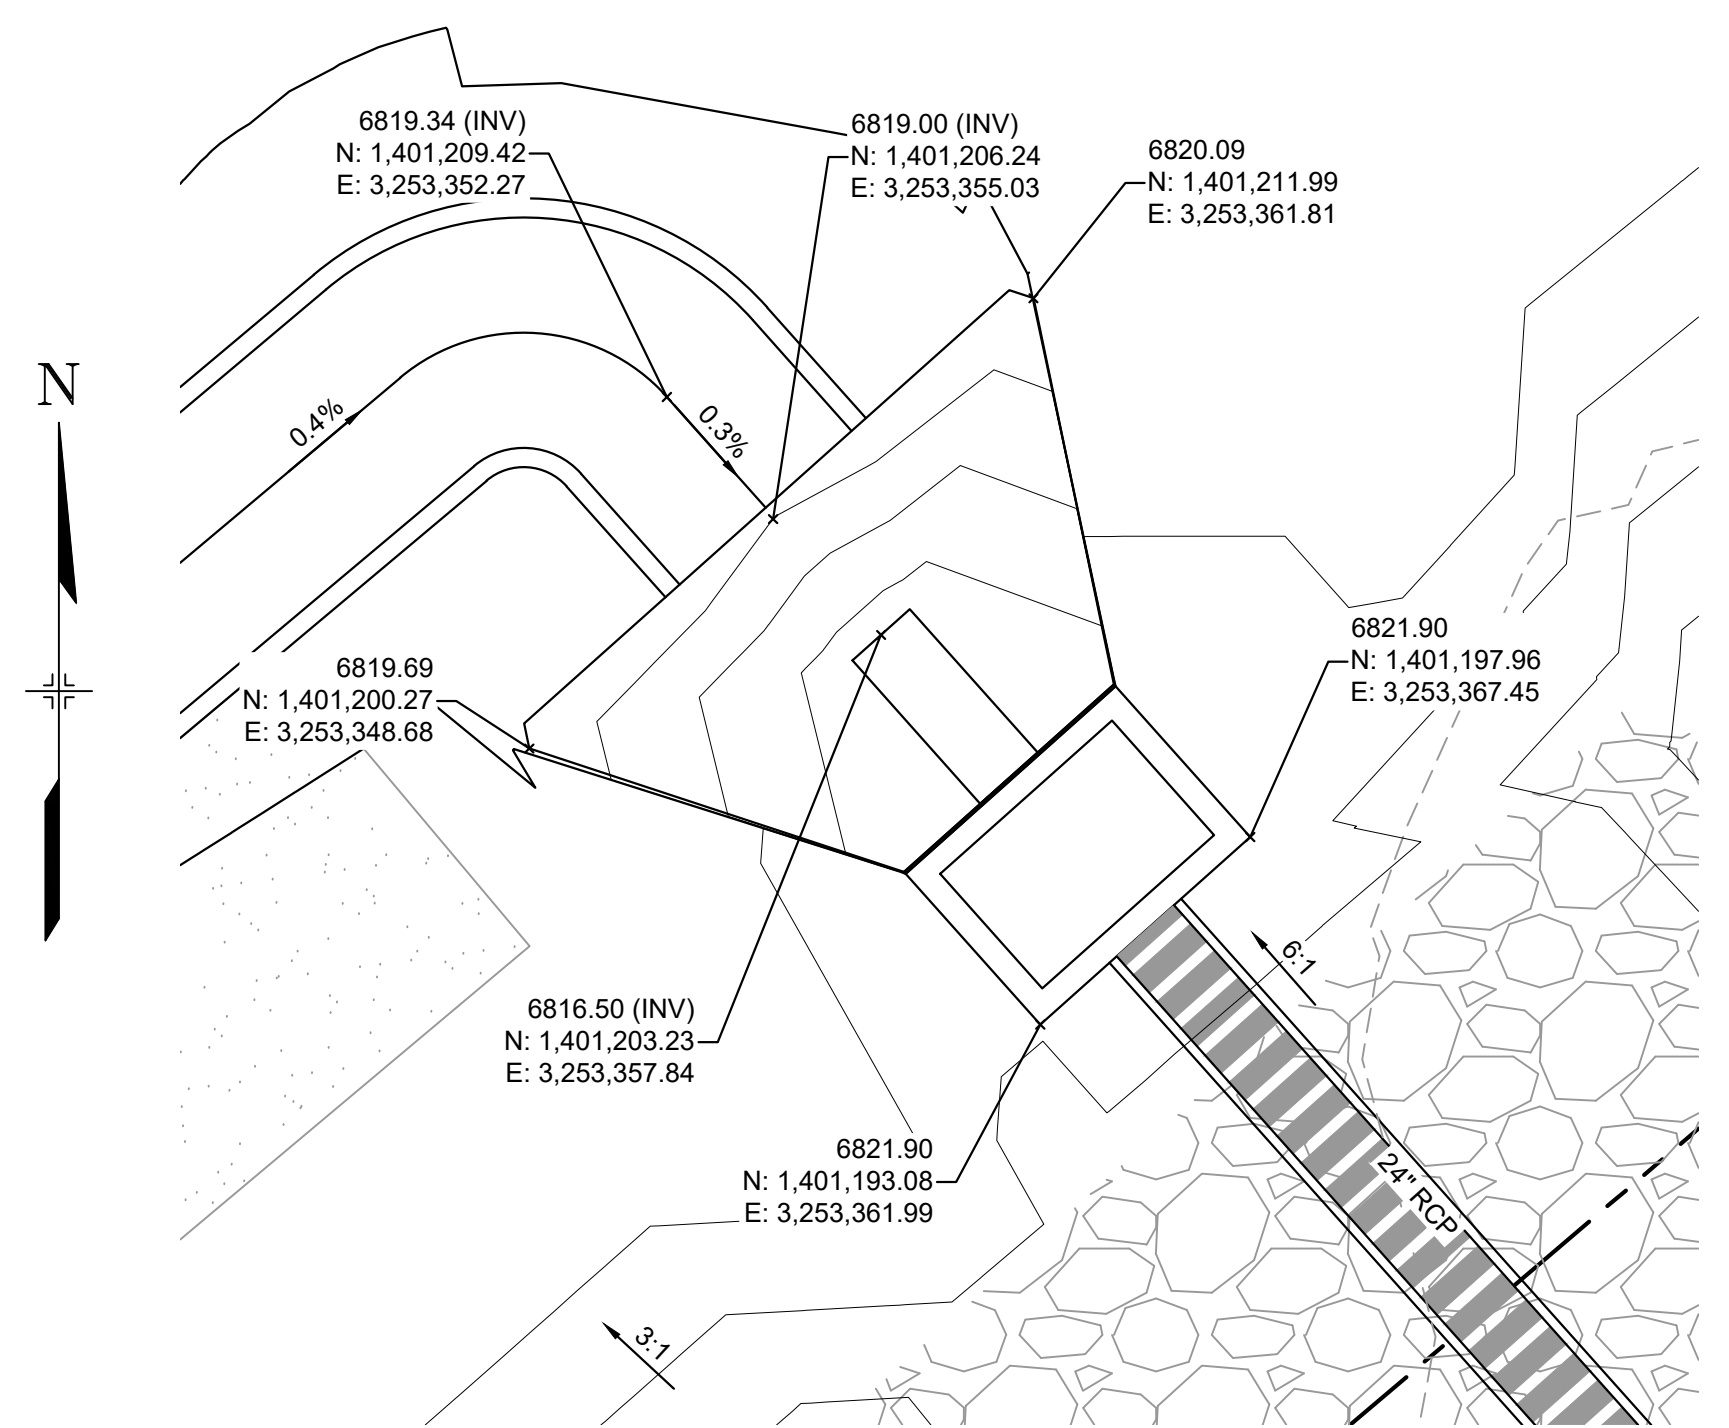 6819.34 (INV)
N: 1,401,209.42
E: 3,253,352.27
6819.00 (INV)
N: 1,401,206.24
E: 3,253,355.03
6820.09
N: 1,401,211.99
E: 3,253,361.81
N
0.4%
0.3%
6819.69
N: 1,401,200.27
E: 3,253,348.68
6821.90
N: 1,401,197.96
E: 3,253,367.45
6:1
6816.50 (INV)
N: 1,401,203.23
E: 3,253,357.84
6821.90
N: 1,401,193.08
E: 3,253,361.99
24" RCP
3:1